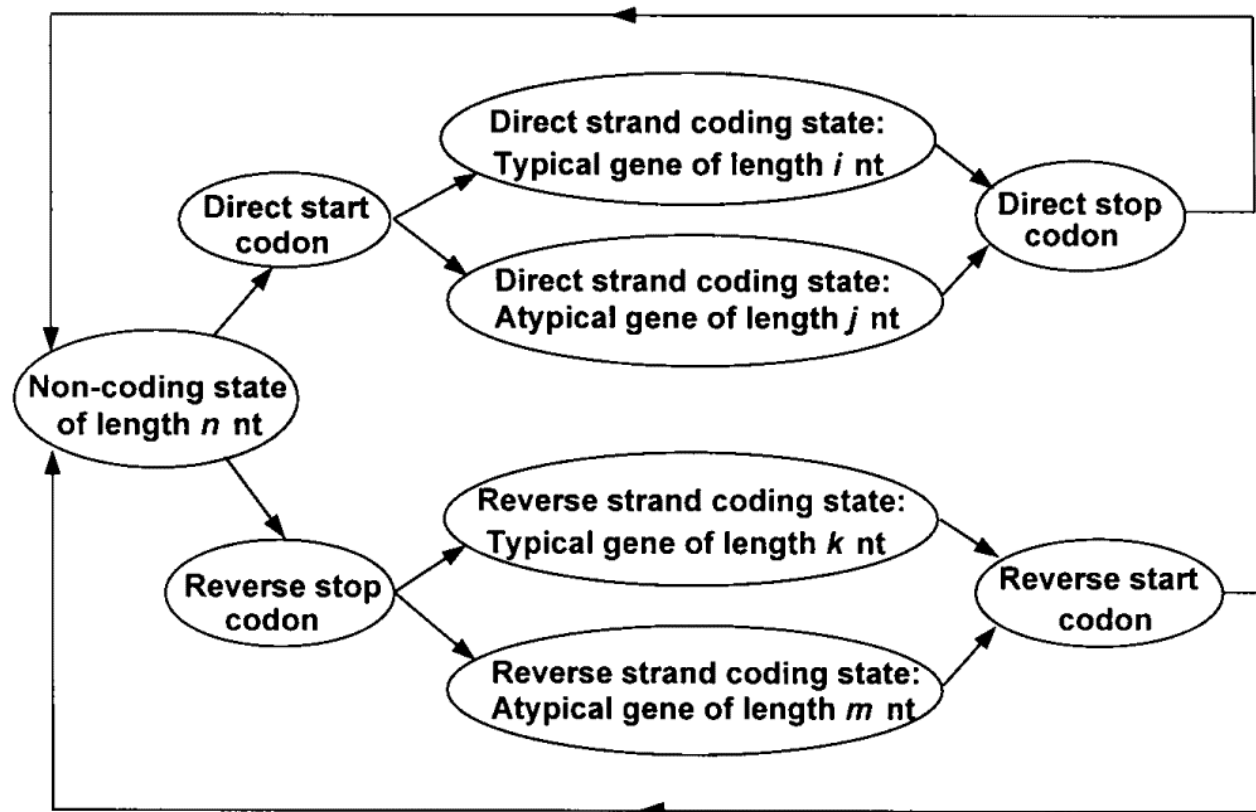 Direct strand coding state:
Typical gene of length i nt
Direct start
codon
Direct stop
codon
Direct strand coding state:
Atypical gene of length j nt
Non-coding state
of length n nt
Reverse strand coding state:
Typical gene of length k nt
Reverse stop
codon
Reverse start
codon
Reverse strand coding state:
Atypical gene of length m nt